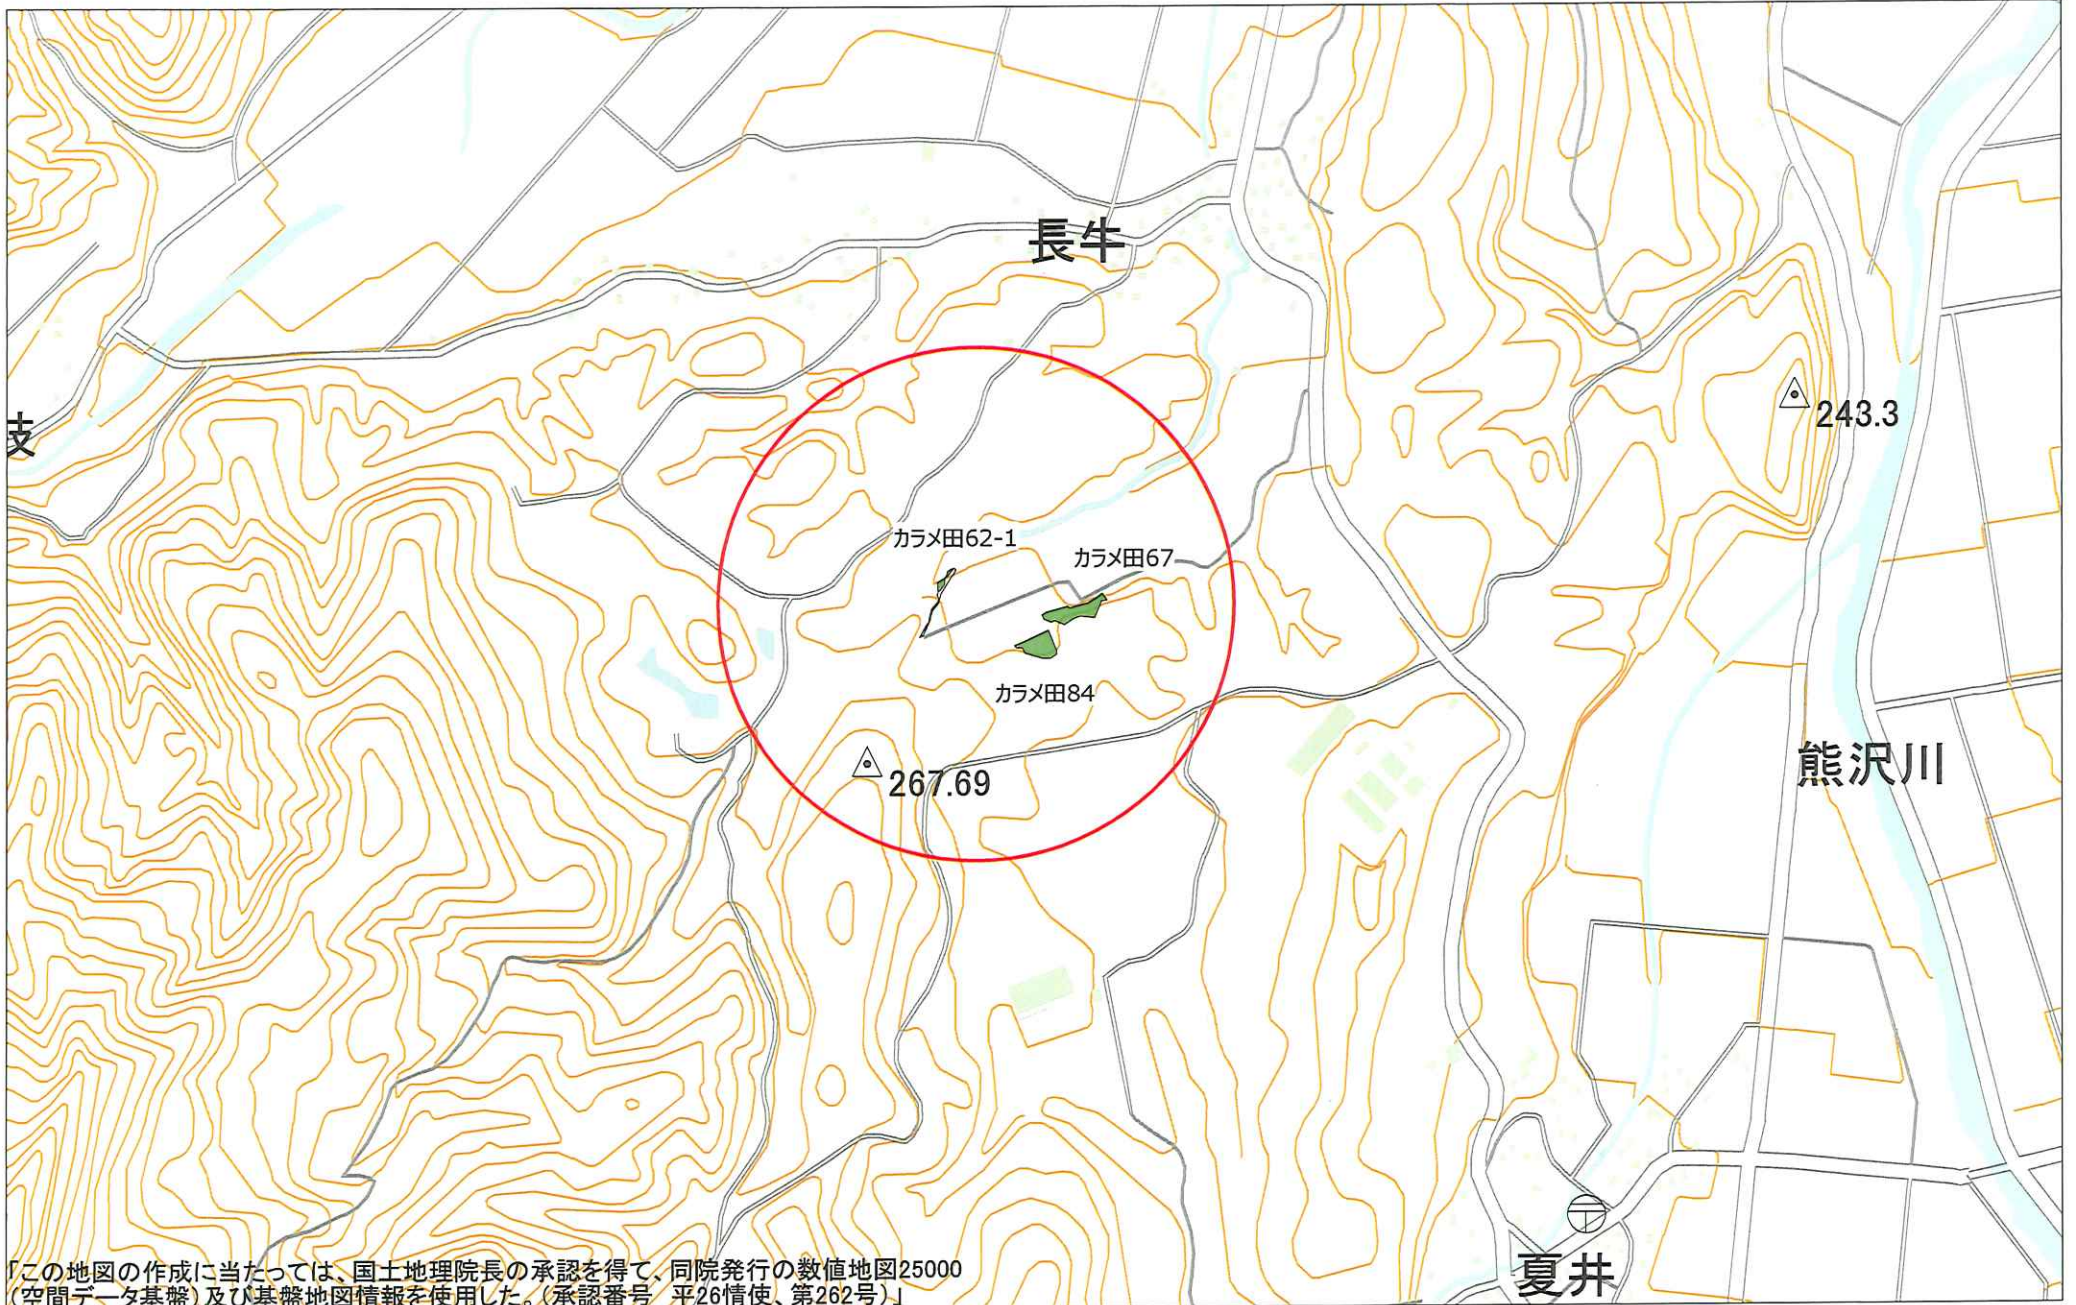 長牛
243.3
枝
カラメ田62-1
カラメ田67
カラメ田84
267.69
熊沢川
夏井
「この地図の作成に当たっては、国土地理院長の承認を得て、同院発行の数値地図25000
(空間データ基盤)及び基盤地図情報を使用した。(承認番号 平26情使、第262号)」